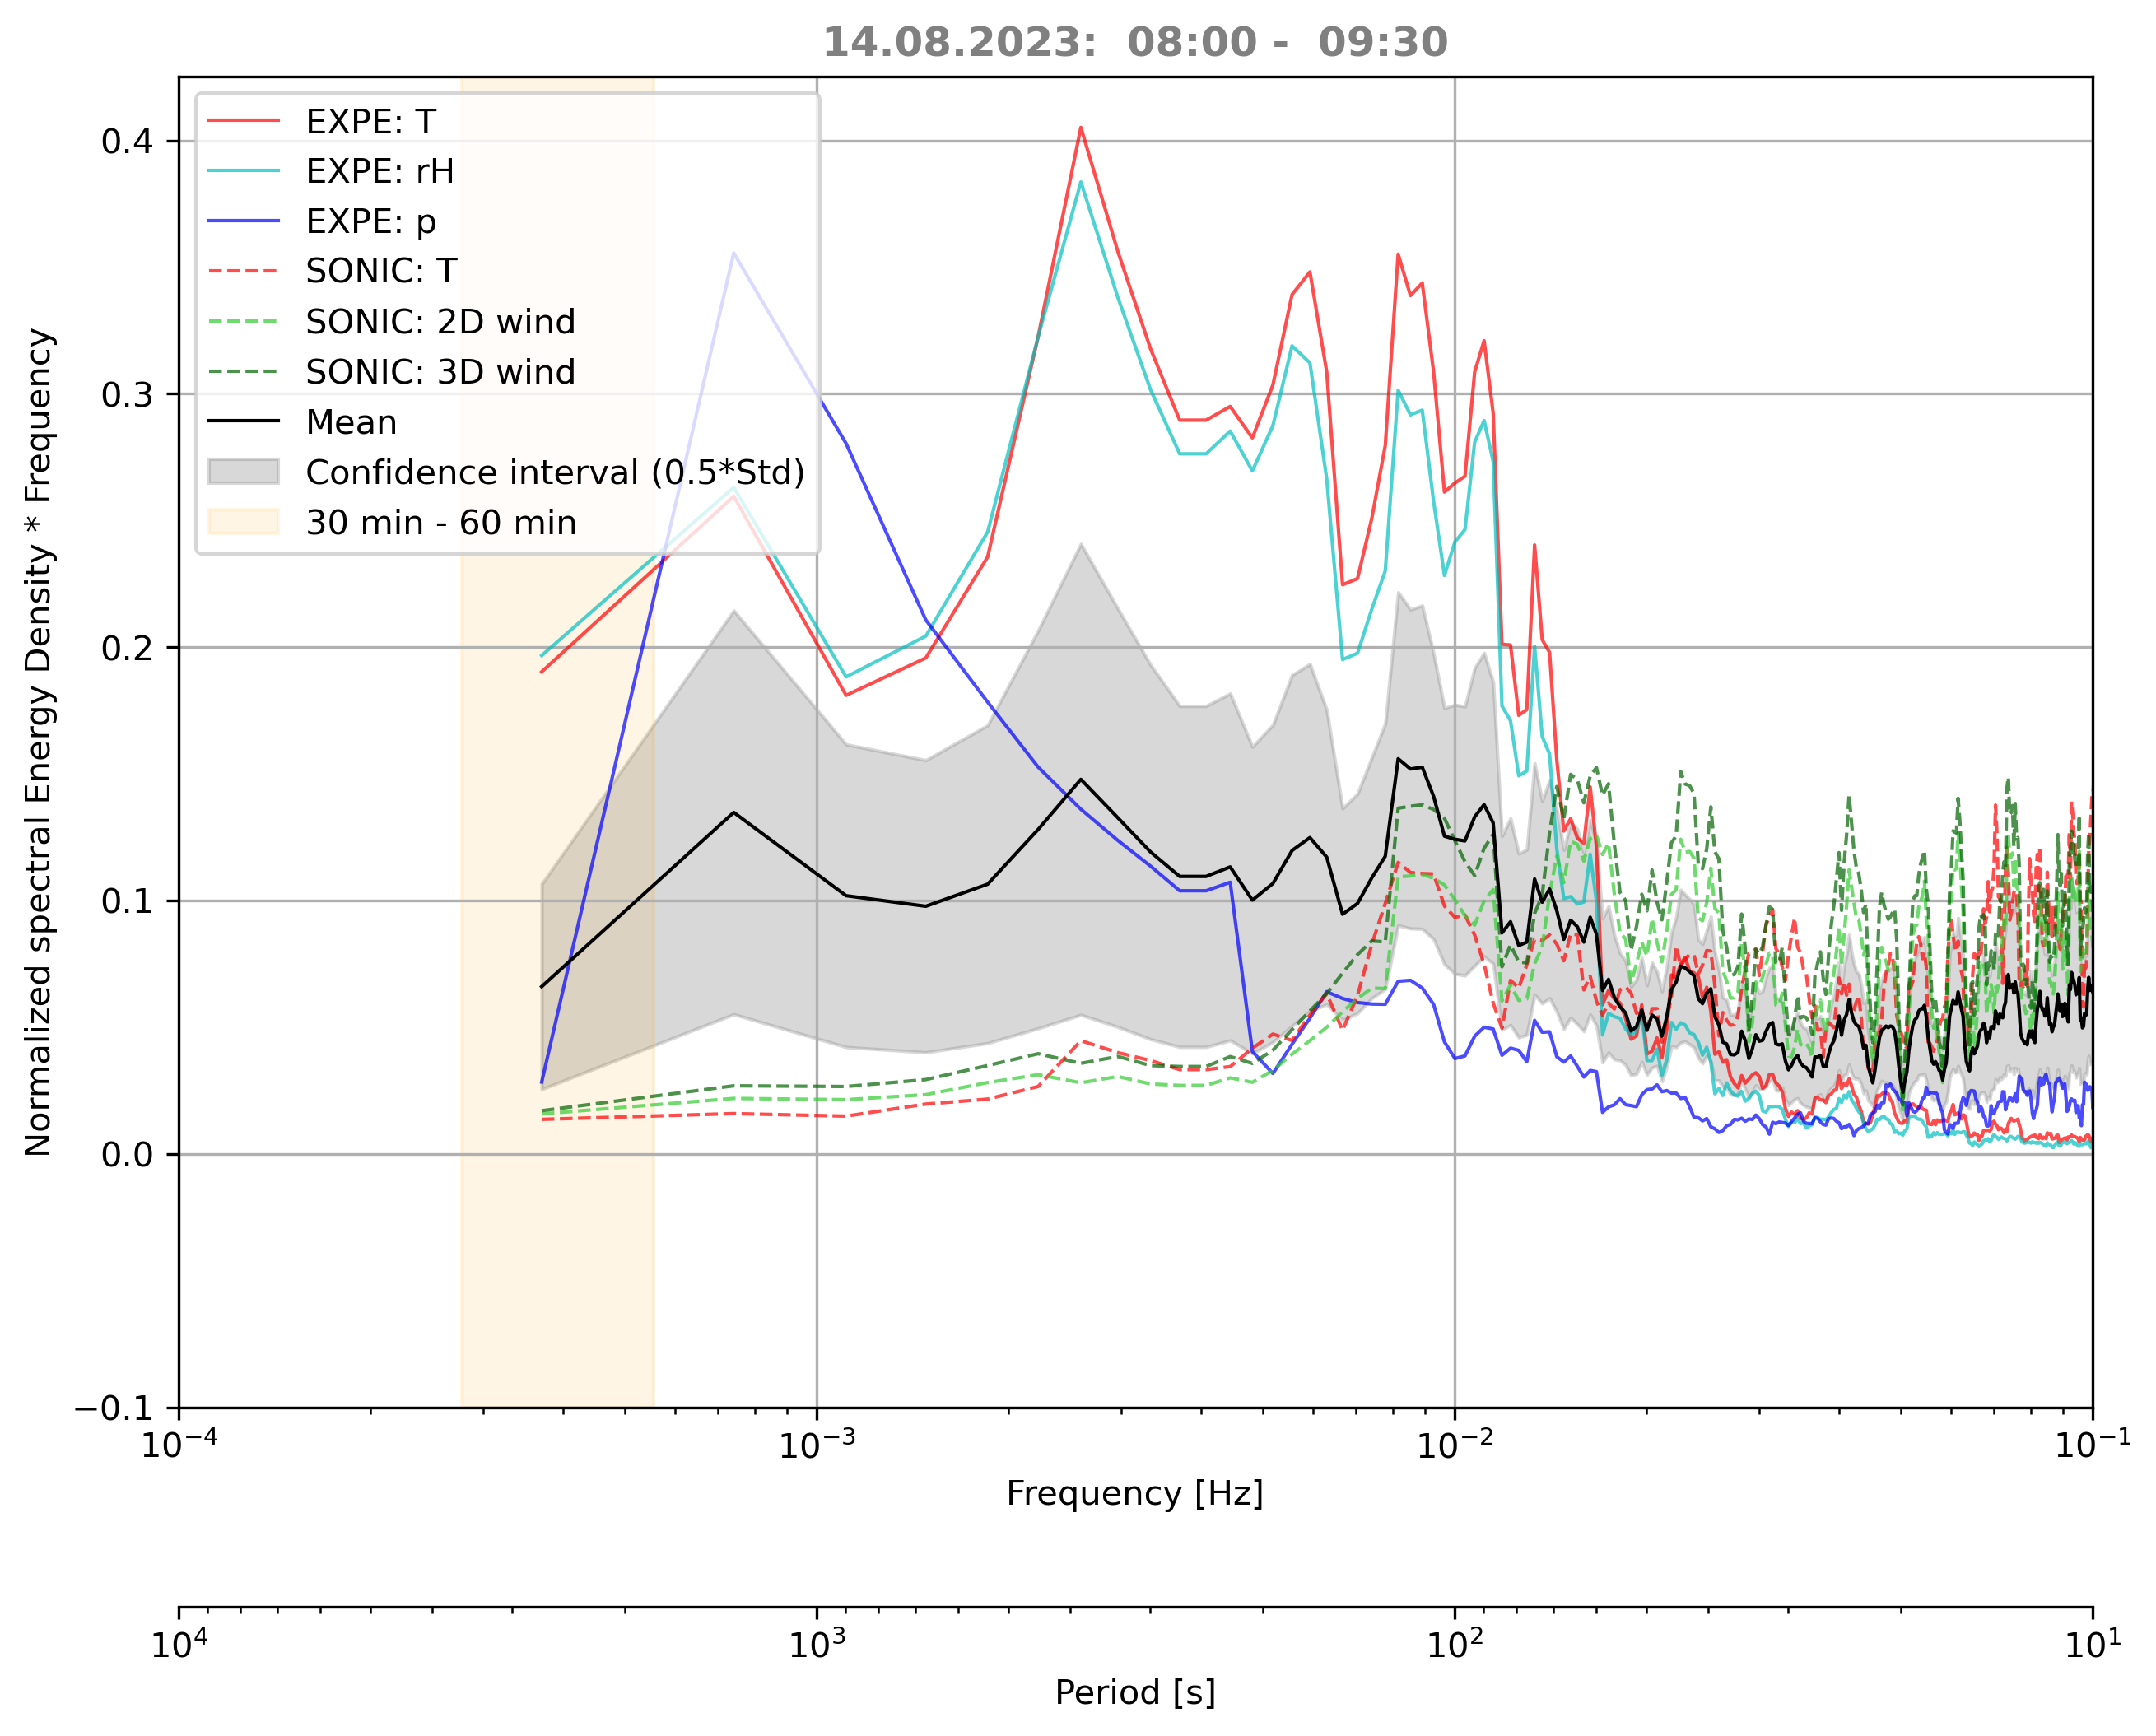 14.08.2023:  08:00 -  09:30
EXPE: T
EXPE: rH
EXPE: p
SONIC: T
SONIC: 2D wind
SONIC: 3D wind
Mean
Confidence interval (0.5*Std)
30 min - 60 min
Normalized spectral Energy Density * Frequency
0.4
0.3
0.2
0.1
0.0
−0.1
10⁻⁴ 10⁻³ 10⁻² 10⁻¹
Frequency [Hz]
10⁴ 10³ 10² 10¹
Period [s]